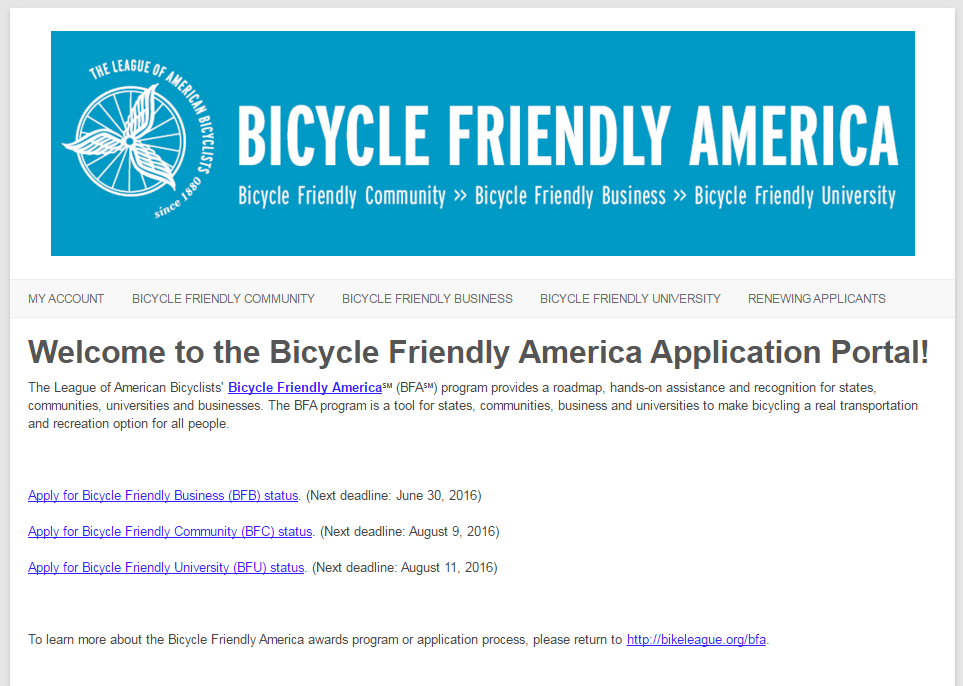 THE LEAGUE OF AMERICAN BICYCLISTS
since 1880
BICYCLE FRIENDLY AMERICA
Bicycle Friendly Community >> Bicycle Friendly Business >> Bicycle Friendly University
MY ACCOUNT BICYCLE FRIENDLY COMMUNITY BICYCLE FRIENDLY BUSINESS BICYCLE FRIENDLY UNIVERSITY RENEWING APPLICANTS
Welcome to the Bicycle Friendly America Application Portal!
The League of American Bicyclists' Bicycle Friendly America℠ (BFA℠) program provides a roadmap, hands-on assistance and recognition for states,
communities, universities and businesses. The BFA program is a tool for states, communities, business and universities to make bicycling a real transportation
and recreation option for all people.
Apply for Bicycle Friendly Business (BFB) status. (Next deadline: June 30, 2016)
Apply for Bicycle Friendly Community (BFC) status. (Next deadline: August 9, 2016)
Apply for Bicycle Friendly University (BFU) status. (Next deadline: August 11, 2016)
To learn more about the Bicycle Friendly America awards program or application process, please return to http://bikeleague.org/bfa.